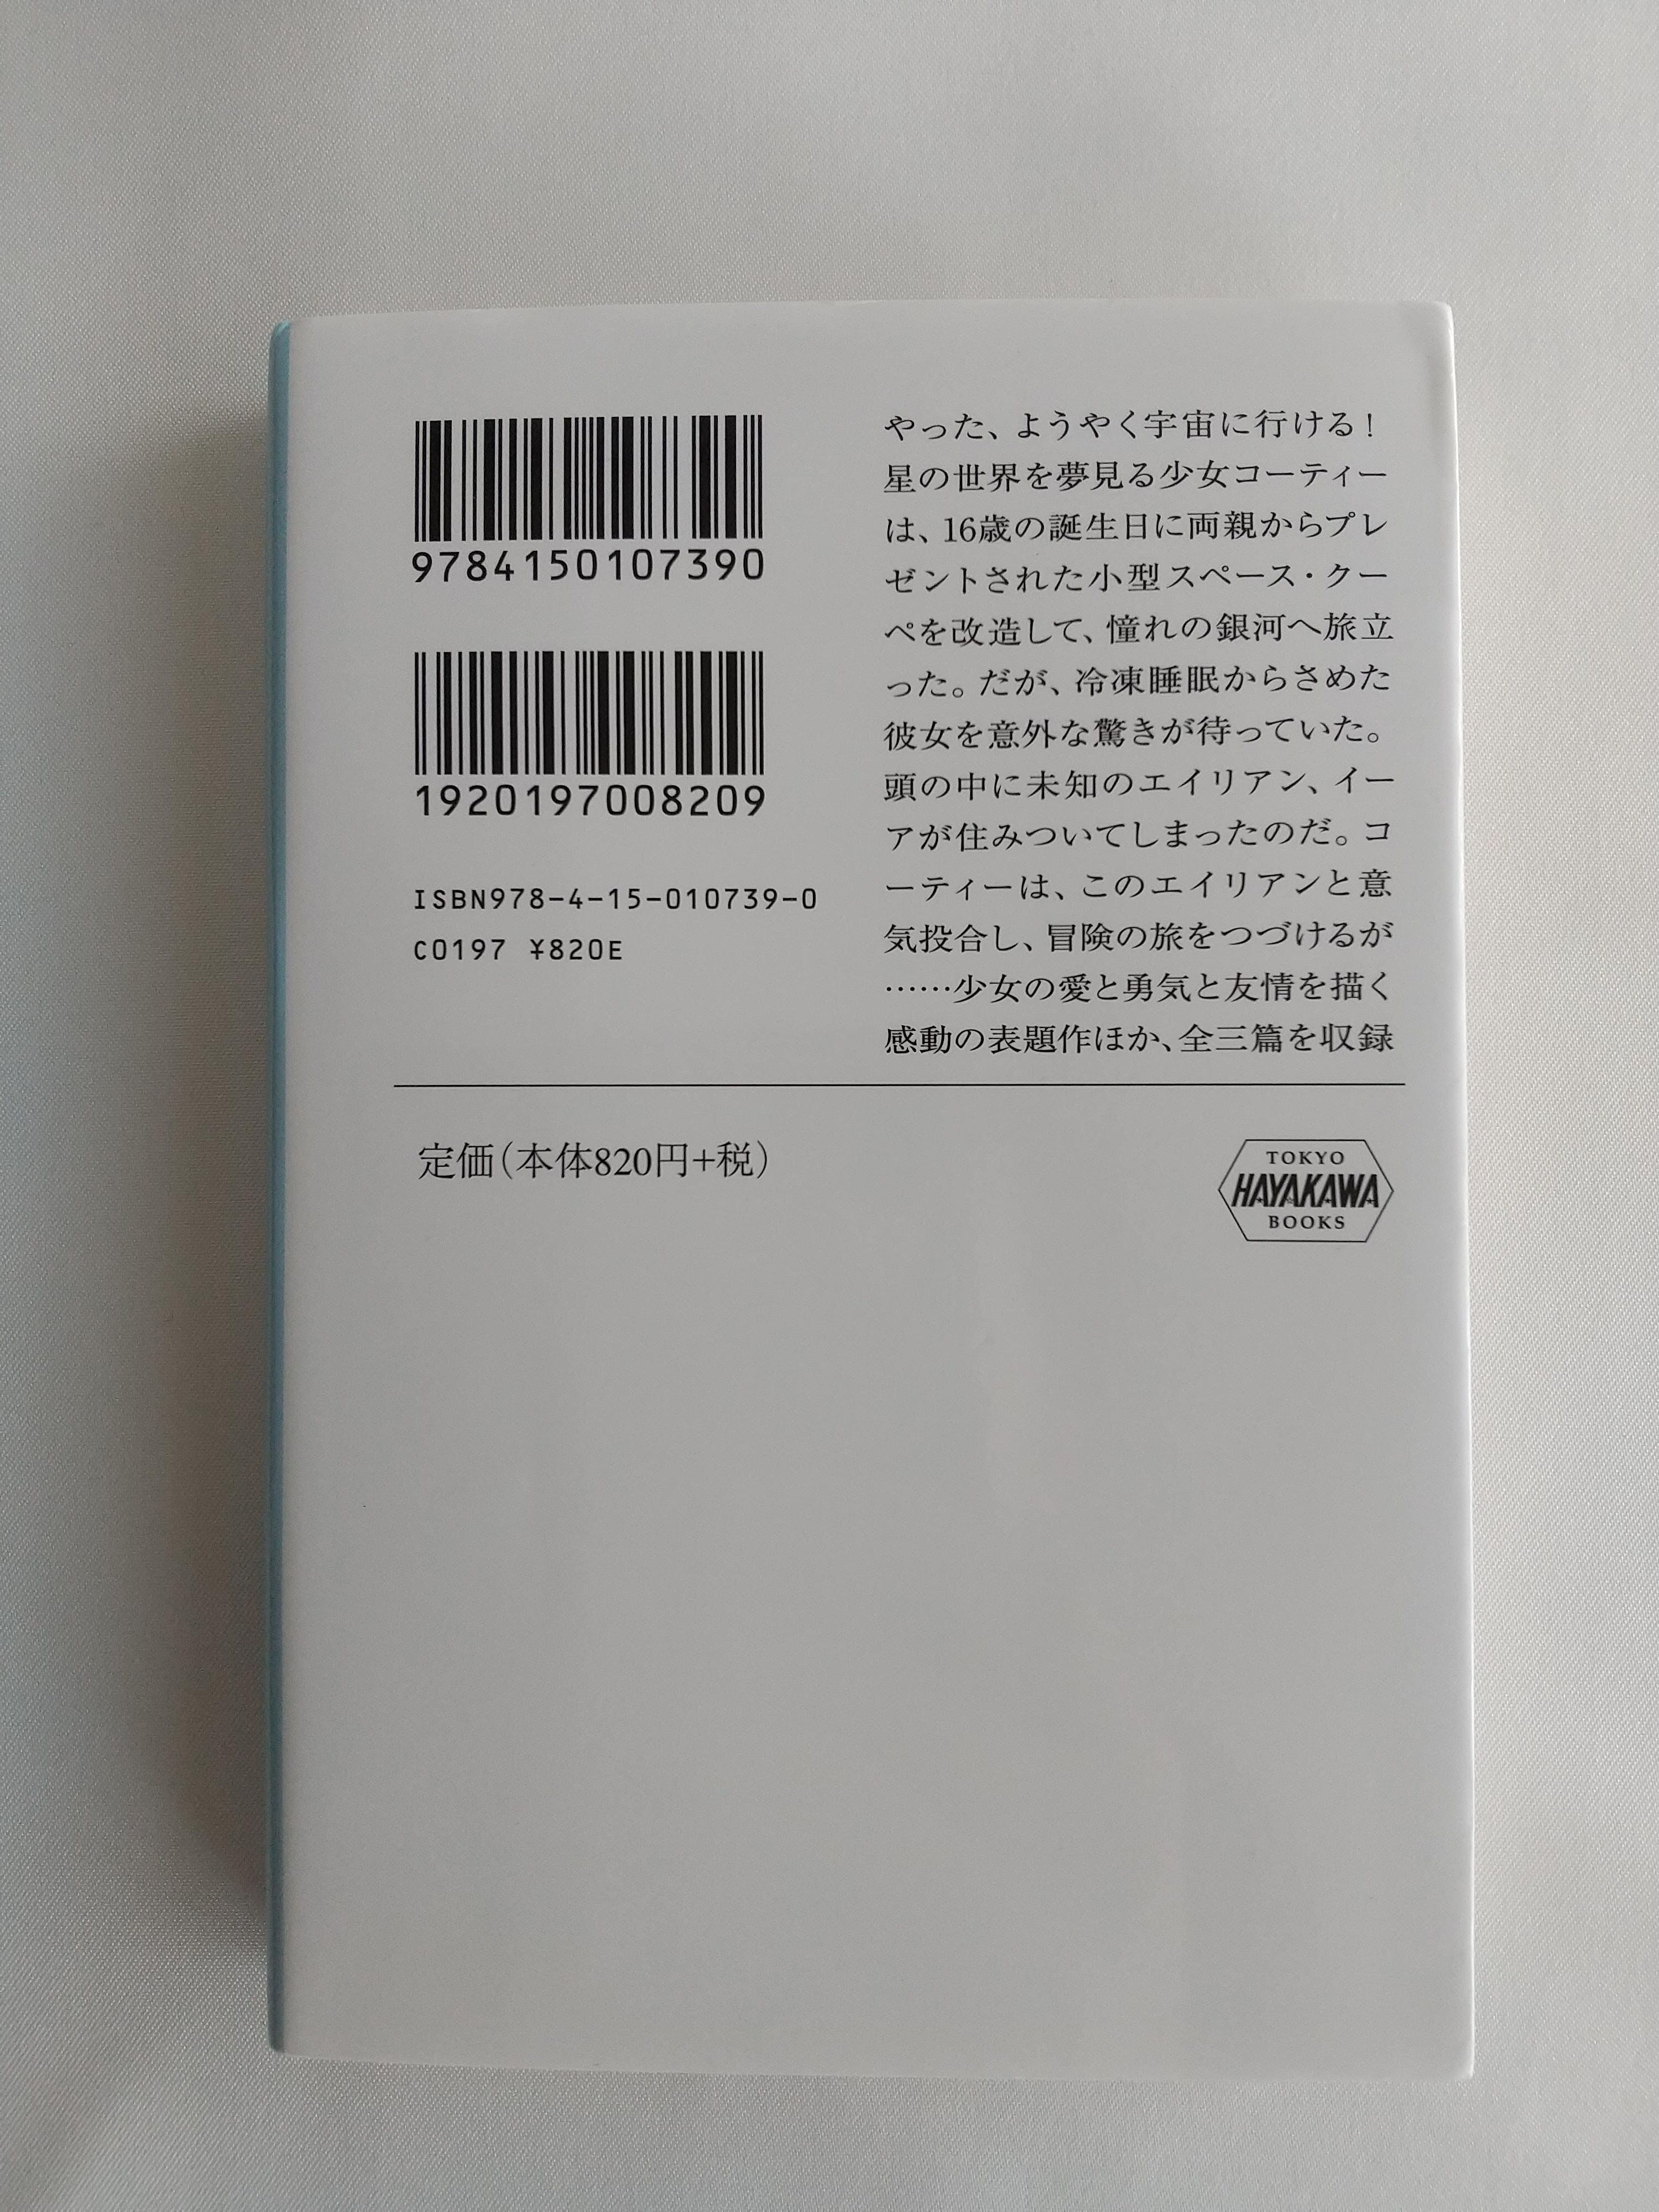 9784150107390
1920197008209
ISBN978-4-15-010739-0
C0197 ¥820E
やった、ようやく宇宙に行ける!
星の世界を夢見る少女コーティー
は、16歳の誕生日に両親からプレ
ゼントされた小型スペース・クー
ペを改造して、憧れの銀河へ旅立
った。だが、冷凍睡眠からさめた
彼女を意外な驚きが待っていた。
頭の中に未知のエイリアン、イー
アが住みついてしまったのだ。コ
ーティーは、このエイリアンと意
気投合し、冒険の旅をつづけるが
……少女の愛と勇気と友情を描く
感動の表題作ほか、全三篇を収録
定価(本体820円+税)
TOKYO
HAYAKAWA
BOOKS